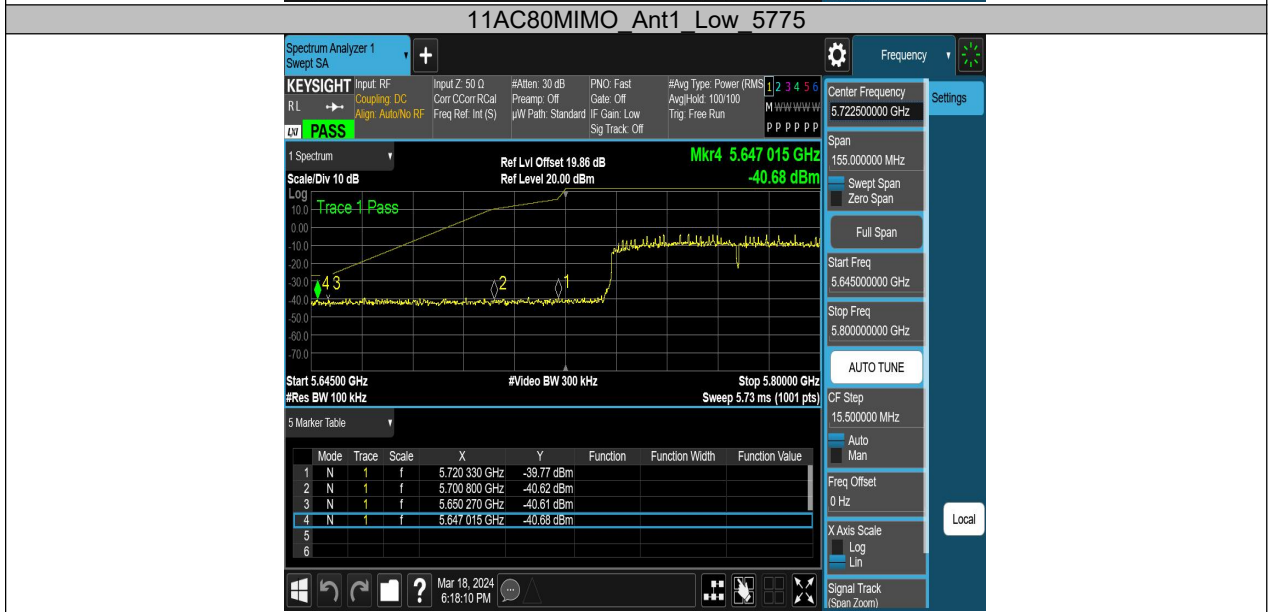 11AC80MIMO_Ant1_Low_5775
Spectrum Analyzer 1
Swept SA
+
Frequency
KEYSIGHT
Input: RF
Coupling: DC
Align: Auto/No RF
Input Z: 50 Ω
Corr CCorr RCal
Freq Ref: Int (S)
#Atten: 30 dB
Preamp: Off
µW Path: Standard
PNO: Fast
Gate: Off
IF Gain: Low
Sig Track: Off
#Avg Type: Power (RMS
Avg|Hold: 100/100
Trig: Free Run
1 2 3 4 5 6
M W W W W W
P P P P P P
R L
LXI PASS
1 Spectrum
Scale/Div 10 dB
Ref Lvl Offset 19.86 dB
Ref Level 20.00 dBm
Mkr4 5.647 015 GHz
-40.68 dBm
Log
Trace 1 Pass
10.0
0.00
-10.0
-20.0
-30.0
-40.0
-50.0
-60.0
-70.0
4 3
2
1
Start 5.64500 GHz
#Video BW 300 kHz
Stop 5.80000 GHz
#Res BW 100 kHz
Sweep 5.73 ms (1001 pts)
5 Marker Table
Mode Trace Scale X Y Function Function Width Function Value
1 N 1 f 5.720 330 GHz -39.77 dBm
2 N 1 f 5.700 800 GHz -40.62 dBm
3 N 1 f 5.650 270 GHz -40.61 dBm
4 N 1 f 5.647 015 GHz -40.68 dBm
5
6
Center Frequency
5.722500000 GHz
Settings
Span
155.000000 MHz
Swept Span
Zero Span
Full Span
Start Freq
5.645000000 GHz
Stop Freq
5.800000000 GHz
AUTO TUNE
CF Step
15.500000 MHz
Auto
Man
Freq Offset
0 Hz
X Axis Scale
Log
Lin
Local
Signal Track
(Span Zoom)
?
Mar 18, 2024
6:18:10 PM